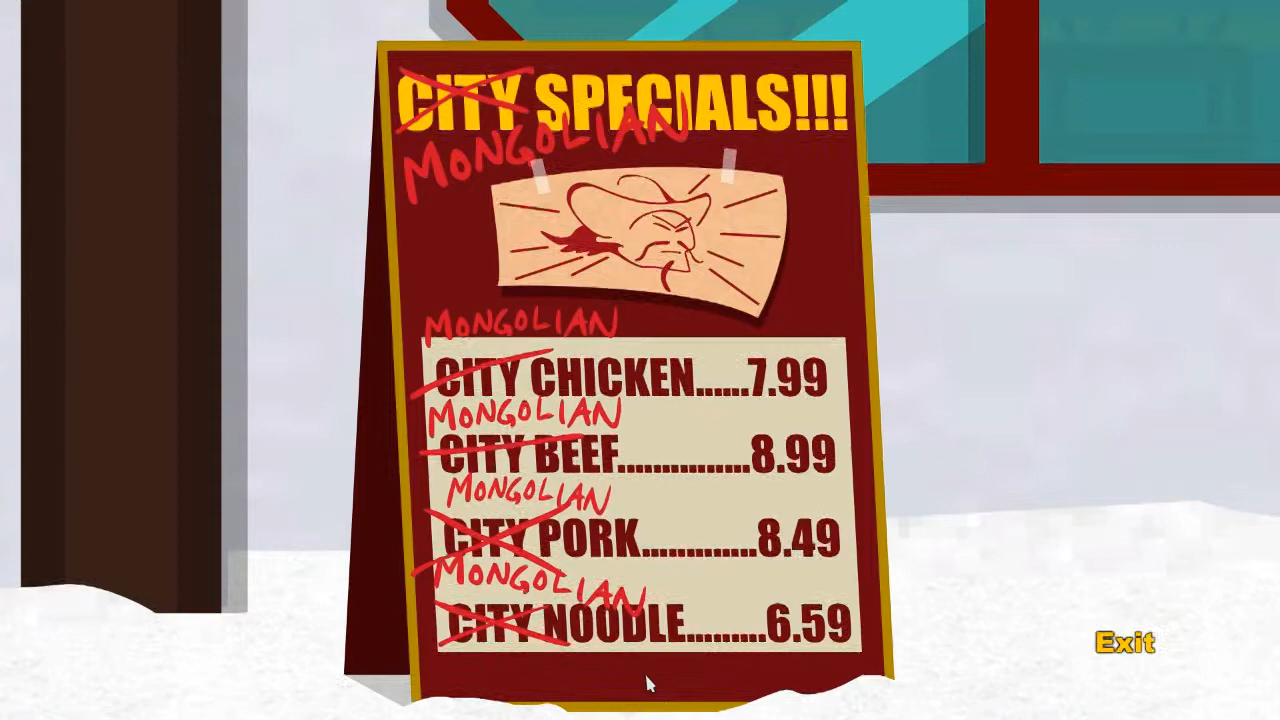 CITY SPECIALS!!!
MONGOLIAN
MONGOLIAN
CITY CHICKEN......7.99
MONGOLIAN
CITY BEEF...............8.99
MONGOLIAN
CITY PORK.............8.49
MONGOLIAN
CITY NOODLE.........6.59
Exit